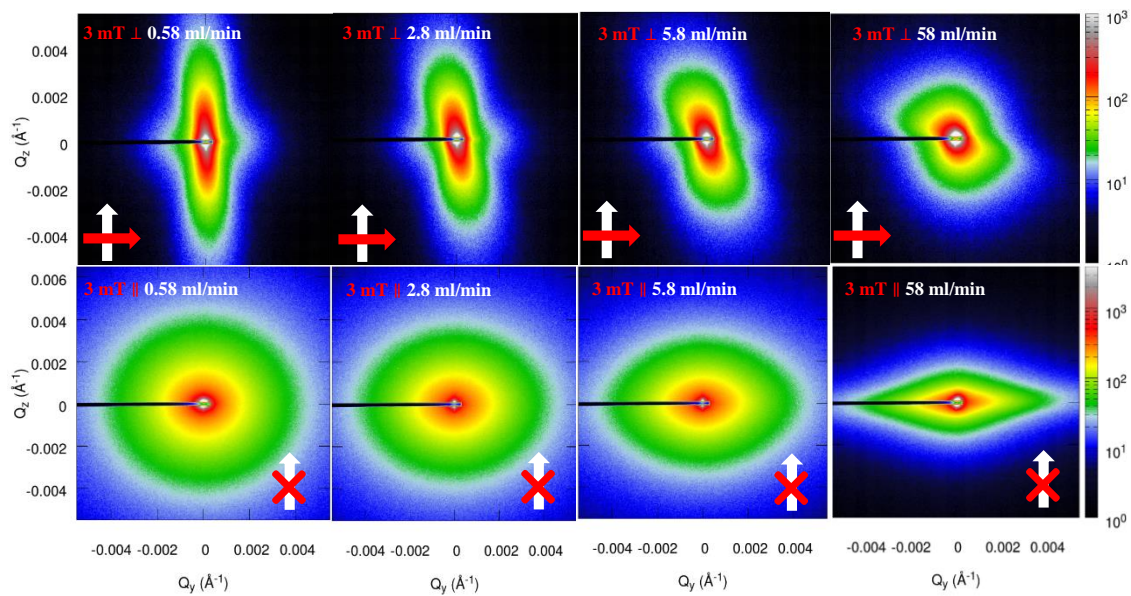 3 mT ⊥ 0.58 ml/min
3 mT ⊥ 2.8 ml/min
3 mT ⊥ 5.8 ml/min
3 mT ⊥ 58 ml/min
0.004
0.002
0
-0.002
-0.004
Q_z (Å⁻¹)
10³
10²
10¹
10⁰
3 mT ∥ 0.58 ml/min
3 mT ∥ 2.8 ml/min
3 mT ∥ 5.8 ml/min
3 mT ∥ 58 ml/min
0.006
0.004
0.002
0
-0.002
-0.004
Q_z (Å⁻¹)
10³
10²
10¹
10⁰
-0.004 -0.002 0 0.002 0.004
-0.004 -0.002 0 0.002 0.004
-0.004 -0.002 0 0.002 0.004
-0.004 -0.002 0 0.002 0.004
Q_y (Å⁻¹)
Q_y (Å⁻¹)
Q_y (Å⁻¹)
Q_y (Å⁻¹)